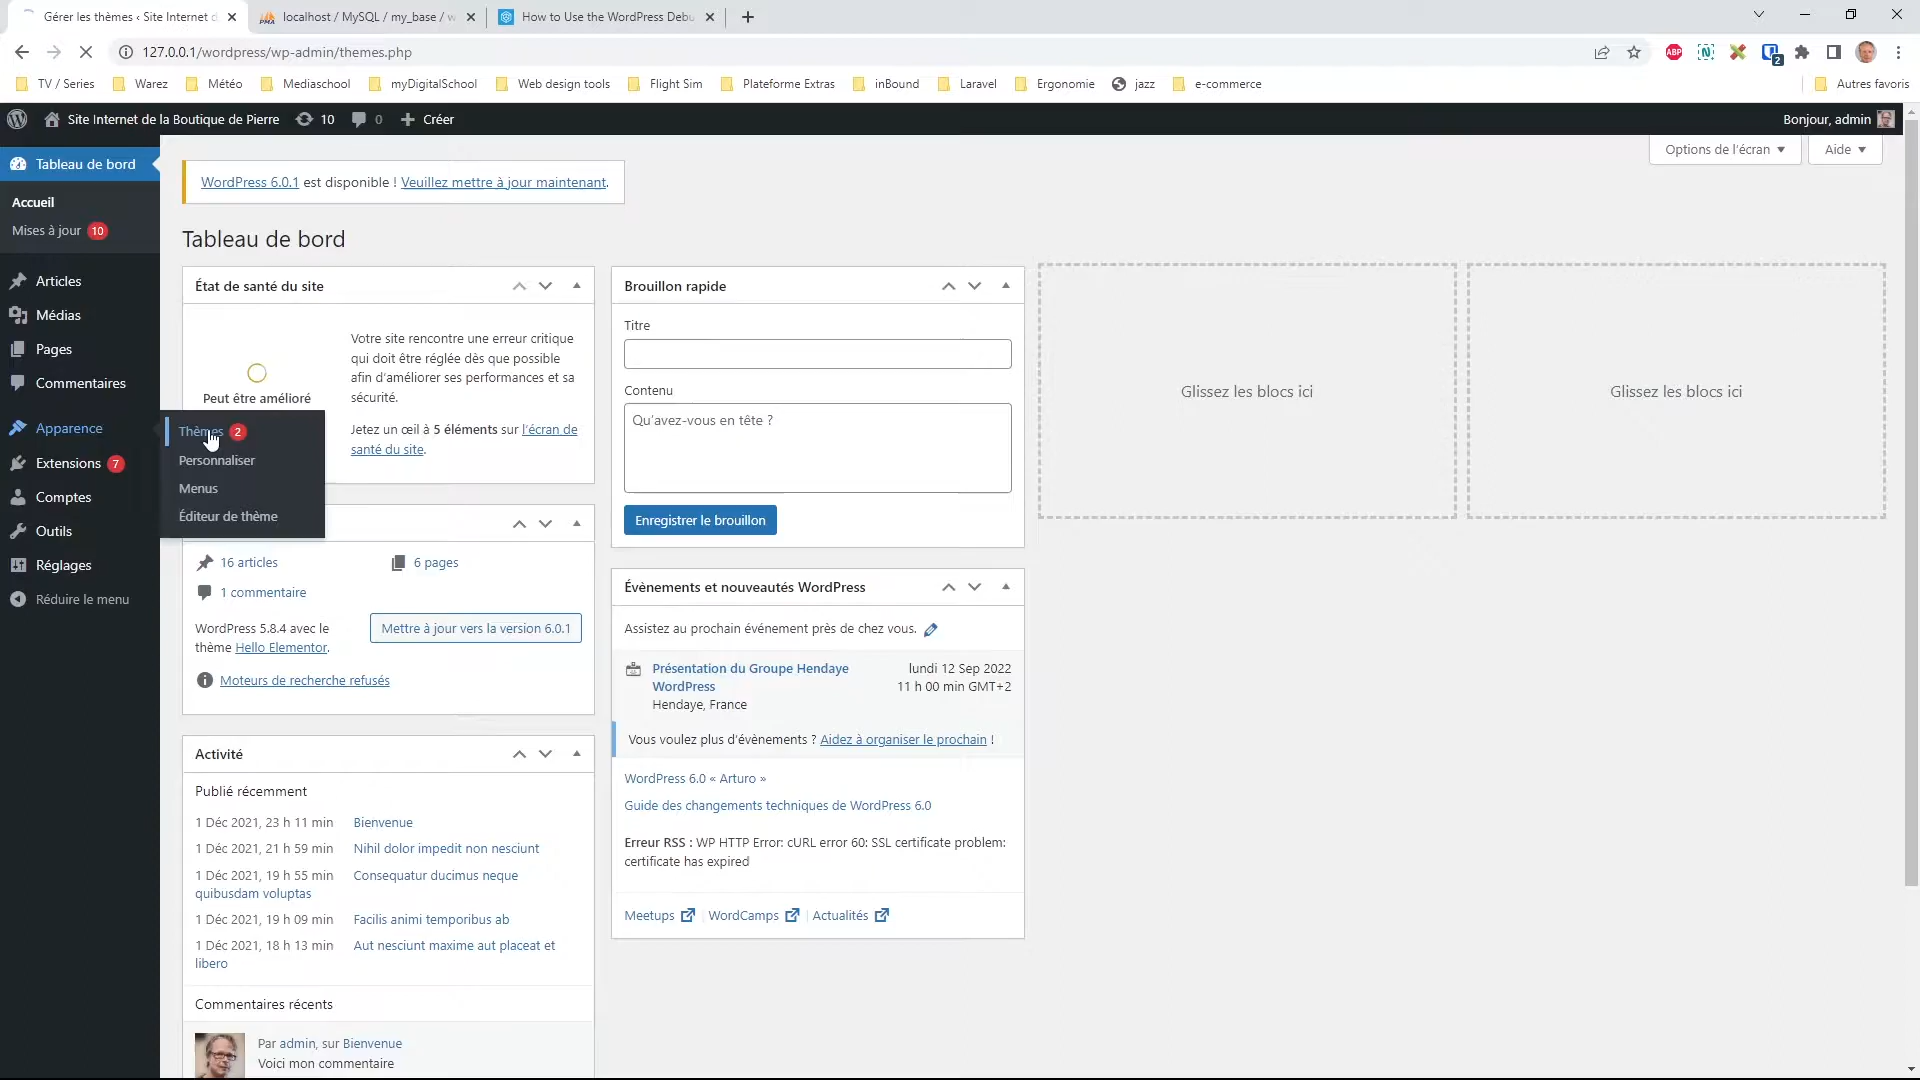 Gérer les thèmes ‹ Site Internet d
localhost / MySQL / my_base / w
How to Use the WordPress Debu
127.0.0.1/wordpress/wp-admin/themes.php
ABP
N
2
TV / Series
Warez
Météo
Mediaschool
myDigitalSchool
Web design tools
Flight Sim
Plateforme Extras
inBound
Laravel
Ergonomie
jazz
e-commerce
Autres favoris
Site Internet de la Boutique de Pierre
10
0
Créer
Bonjour, admin
Tableau de bord
Options de l'écran
Aide
WordPress 6.0.1 est disponible ! Veuillez mettre à jour maintenant.
Accueil
Mises à jour 10
Tableau de bord
Articles
Médias
Pages
Commentaires
Apparence
Extensions 7
Comptes
Outils
Réglages
Réduire le menu
Thèmes 2
Personnaliser
Menus
Éditeur de thème
État de santé du site
Peut être amélioré
Votre site rencontre une erreur critique
qui doit être réglée dès que possible
afin d'améliorer ses performances et sa
sécurité.
Jetez un œil à 5 éléments sur l'écran de
santé du site.
16 articles
6 pages
1 commentaire
WordPress 5.8.4 avec le
thème Hello Elementor.
Mettre à jour vers la version 6.0.1
Moteurs de recherche refusés
Activité
Publié récemment
1 Déc 2021, 23 h 11 min Bienvenue
1 Déc 2021, 21 h 59 min Nihil dolor impedit non nesciunt
1 Déc 2021, 19 h 55 min Consequatur ducimus neque
quibusdam voluptas
1 Déc 2021, 19 h 09 min Facilis animi temporibus ab
1 Déc 2021, 18 h 13 min Aut nesciunt maxime aut placeat et
libero
Commentaires récents
Par admin, sur Bienvenue
Voici mon commentaire
Brouillon rapide
Titre
Contenu
Qu'avez-vous en tête ?
Enregistrer le brouillon
Évènements et nouveautés WordPress
Assistez au prochain événement près de chez vous.
Présentation du Groupe Hendaye
WordPress
Hendaye, France
lundi 12 Sep 2022
11 h 00 min GMT+2
Vous voulez plus d'évènements ? Aidez à organiser le prochain !
WordPress 6.0 « Arturo »
Guide des changements techniques de WordPress 6.0
Erreur RSS : WP HTTP Error: cURL error 60: SSL certificate problem:
certificate has expired
Meetups
WordCamps
Actualités
Glissez les blocs ici
Glissez les blocs ici